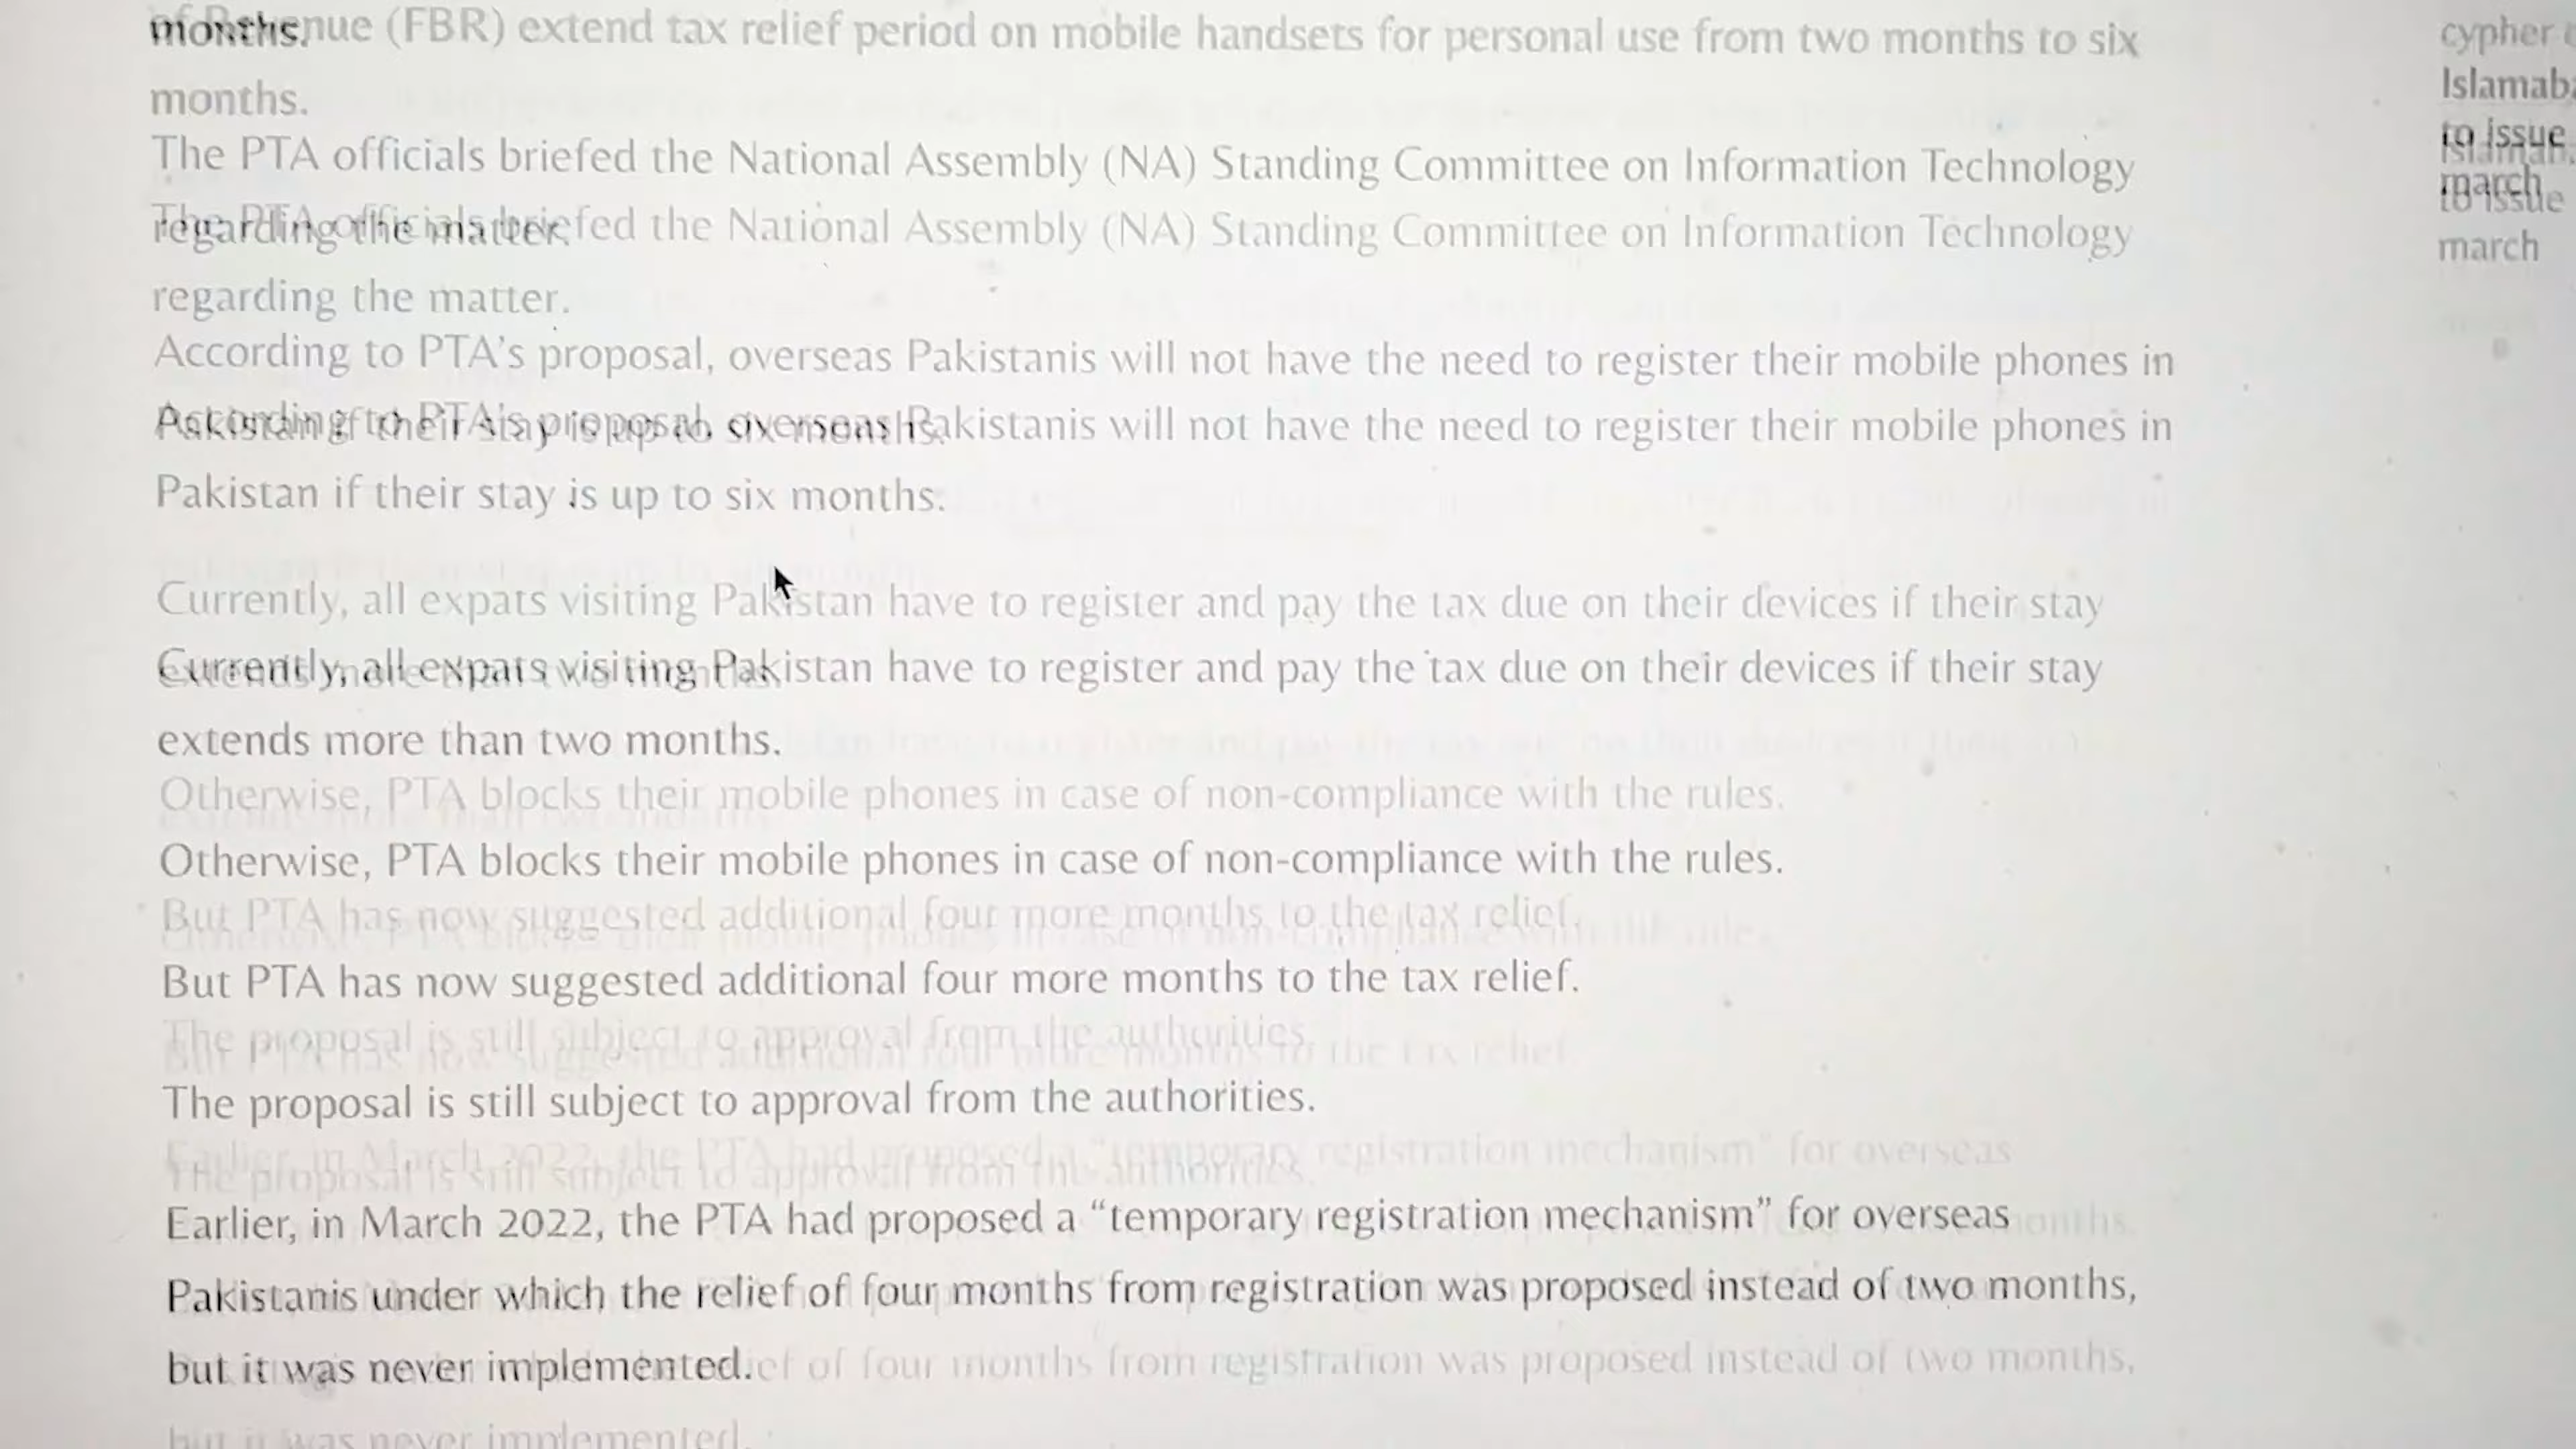 of Revenue (FBR) extend tax relief period on mobile handsets for personal use from two months to six
months.
The PTA officials briefed the National Assembly (NA) Standing Committee on Information Technology
regarding the matter.
According to PTA's proposal, overseas Pakistanis will not have the need to register their mobile phones in
Pakistan if their stay is up to six months.
Currently, all expats visiting Pakistan have to register and pay the tax due on their devices if their stay
extends more than two months.
Otherwise, PTA blocks their mobile phones in case of non-compliance with the rules.
But PTA has now suggested additional four more months to the tax relief.
The proposal is still subject to approval from the authorities.
Earlier, in March 2022, the PTA had proposed a “temporary registration mechanism” for overseas
Pakistanis under which the relief of four months from registration was proposed instead of two months,
but it was never implemented.
cypher
to issue
march